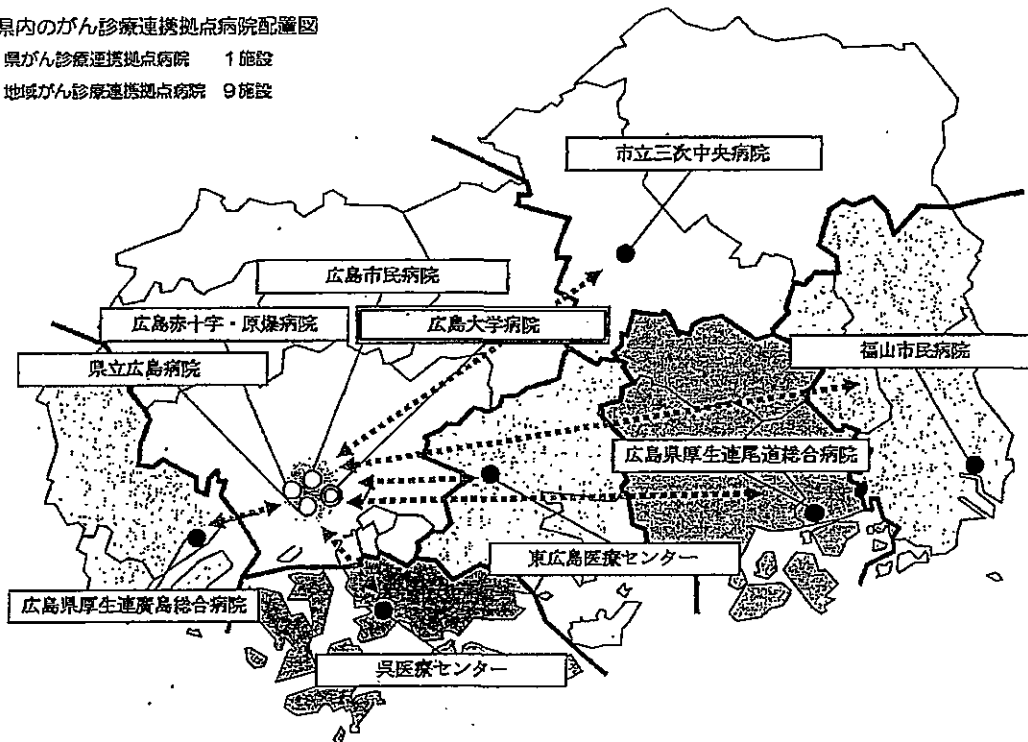 県内のがん診療連携拠点病院配置図
県がん診療連携拠点病院 1施設
地域がん診療連携拠点病院 9施設
市立三次中央病院
広島市民病院
広島赤十字・原爆病院
広島大学病院
県立広島病院
福山市民病院
広島県厚生連尾道総合病院
東広島医療センター
広島県厚生連廣島総合病院
呉医療センター